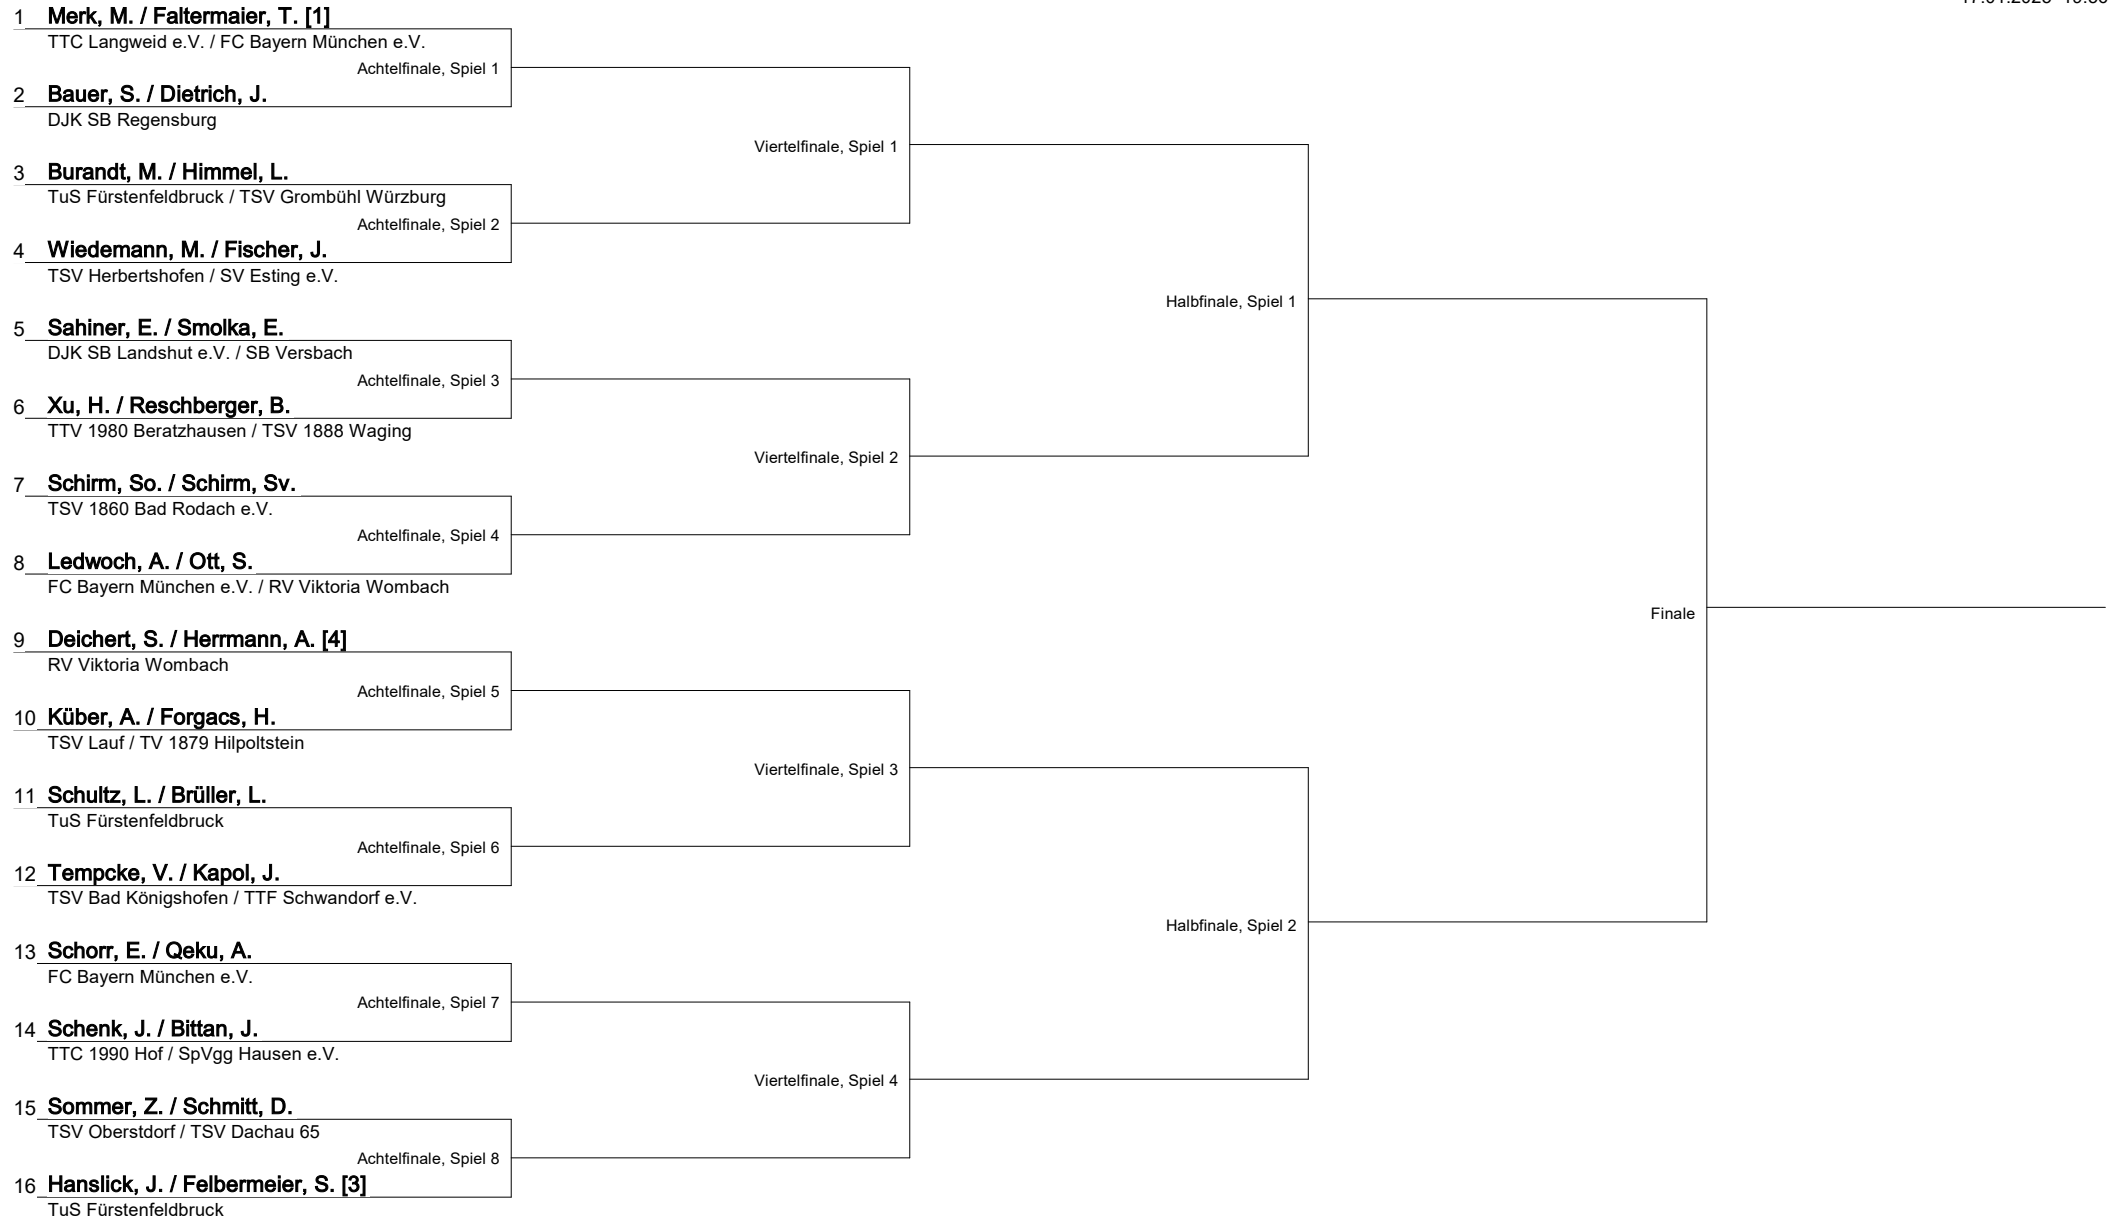 1 Merk, M. / Faltermaier, T. [1]
TTC Langweid e.V. / FC Bayern München e.V.
Achtelfinale, Spiel 1
2 Bauer, S. / Dietrich, J.
DJK SB Regensburg
Viertelfinale, Spiel 1
3 Burandt, M. / Himmel, L.
TuS Fürstenfeldbruck / TSV Grombühl Würzburg
Achtelfinale, Spiel 2
4 Wiedemann, M. / Fischer, J.
TSV Herbertshofen / SV Esting e.V.
Halbfinale, Spiel 1
5 Sahiner, E. / Smolka, E.
DJK SB Landshut e.V. / SB Versbach
Achtelfinale, Spiel 3
6 Xu, H. / Reschberger, B.
TTV 1980 Beratzhausen / TSV 1888 Waging
Viertelfinale, Spiel 2
7 Schirm, So. / Schirm, Sv.
TSV 1860 Bad Rodach e.V.
Achtelfinale, Spiel 4
8 Ledwoch, A. / Ott, S.
FC Bayern München e.V. / RV Viktoria Wombach
Finale
9 Deichert, S. / Herrmann, A. [4]
RV Viktoria Wombach
Achtelfinale, Spiel 5
10 Küber, A. / Forgacs, H.
TSV Lauf / TV 1879 Hilpoltstein
Viertelfinale, Spiel 3
11 Schultz, L. / Brüller, L.
TuS Fürstenfeldbruck
Achtelfinale, Spiel 6
12 Tempcke, V. / Kapol, J.
TSV Bad Königshofen / TTF Schwandorf e.V.
Halbfinale, Spiel 2
13 Schorr, E. / Qeku, A.
FC Bayern München e.V.
Achtelfinale, Spiel 7
14 Schenk, J. / Bittan, J.
TTC 1990 Hof / SpVgg Hausen e.V.
Viertelfinale, Spiel 4
15 Sommer, Z. / Schmitt, D.
TSV Oberstdorf / TSV Dachau 65
Achtelfinale, Spiel 8
16 Hanslick, J. / Felbermeier, S. [3]
TuS Fürstenfeldbruck